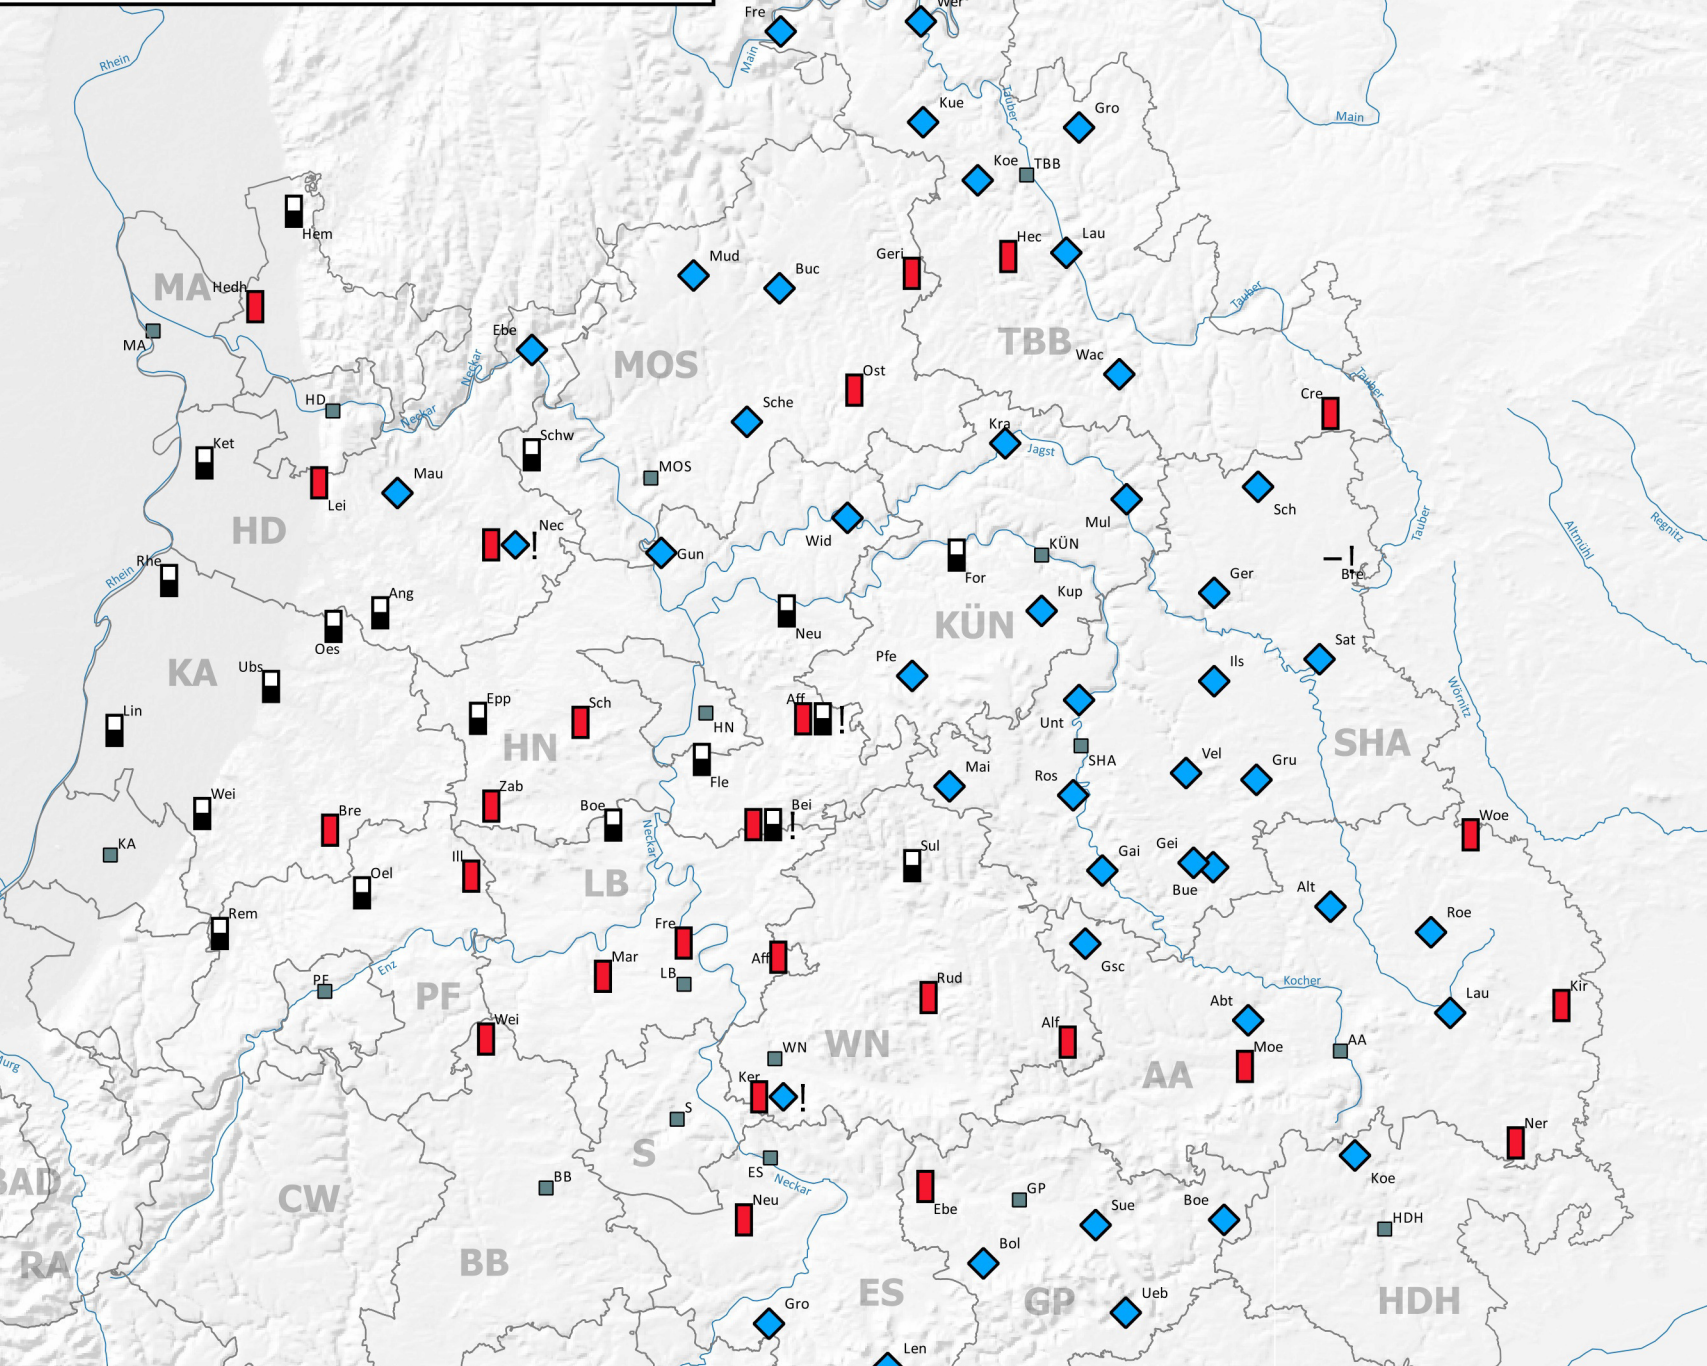 Fre
Wer
Rhein
Main
Tauber
Kue
Gro
Main
Koe
TBB
Hem
Hec
Lau
Geri
Mud
Buc
MA
Hedh
Tauber
MA
Ebe
TBB
Neckar
MOS
Wac
Ost
Tauber
HD
Neckar
Cre
Sche
Kra
Ket
Schw
Jagst
MOS
Mau
Lei
Sch
Mul
HD
Nec
!
Wid
Tauber
Altmühl
Regnitz
Gun
KÜN
Rhe
For
! Bre
Rhein
Ang
Kup
Ger
Oes
Neu
KÜN
Ubs
KA
Pfe
Ils
Sat
Epp
Sch
Aff
!
Lin
HN
Unt
Wörnitz
HN
SHA
SHA
Fle
Mai
Ros
Vel
Gru
Wei
Zab
Bre
Boe
Bei
!
Woe
KA
Neckar
Sul
Gai
Gei
Ill
Oel
LB
Bue
Alt
Rem
Fre
Roe
Aff
Gsc
Mar
LB
Enz
PF
Rud
Kocher
Kir
PF
Abt
Lau
Wei
Alf
WN
WN
AA
Moe
Murg
AA
Ker
!
S
Ner
S
ES
Neckar
Koe
BAD
BB
CW
GP
Neu
Ebe
Sue
Boe
HDH
RA
BB
Bol
ES
GP
Ueb
HDH
Gro
Len